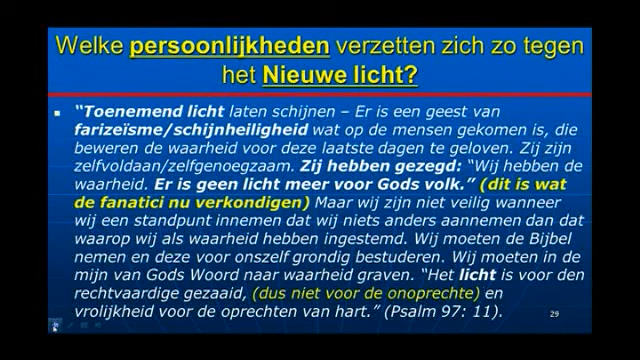 Welke persoonlijkheden verzetten zich zo tegen
het Nieuwe licht?
“Toenemend licht laten schijnen – Er is een geest van
farizeïsme/schijnheiligheid wat op de mensen gekomen is, die
beweren de waarheid voor deze laatste dagen te geloven. Zij zijn
zelfvoldaan/zelfgenoegzaam. Zij hebben gezegd: “Wij hebben de
waarheid. Er is geen licht meer voor Gods volk.” (dit is wat
de fanatici nu verkondigen) Maar wij zijn niet veilig wanneer
wij een standpunt innemen dat wij niets anders aannemen dan dat
waarop wij als waarheid hebben ingestemd. Wij moeten de Bijbel
nemen en deze voor onszelf grondig bestuderen. Wij moeten in de
mijn van Gods Woord naar waarheid graven. “Het licht is voor den
rechtvaardige gezaaid, (dus niet voor de onoprechte) en
vrolijkheid voor de oprechten van hart.” (Psalm 97: 11).
29